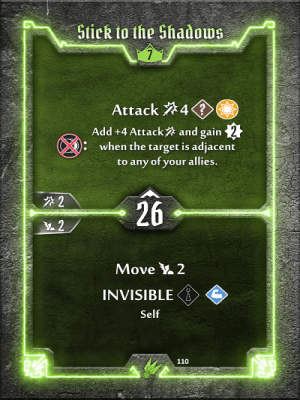 Stick to the Shadows
7
Attack 4 ?
: Add +4 Attack and gain 2
when the target is adjacent
to any of your allies.
2
26
2
Move 2
INVISIBLE
Self
110